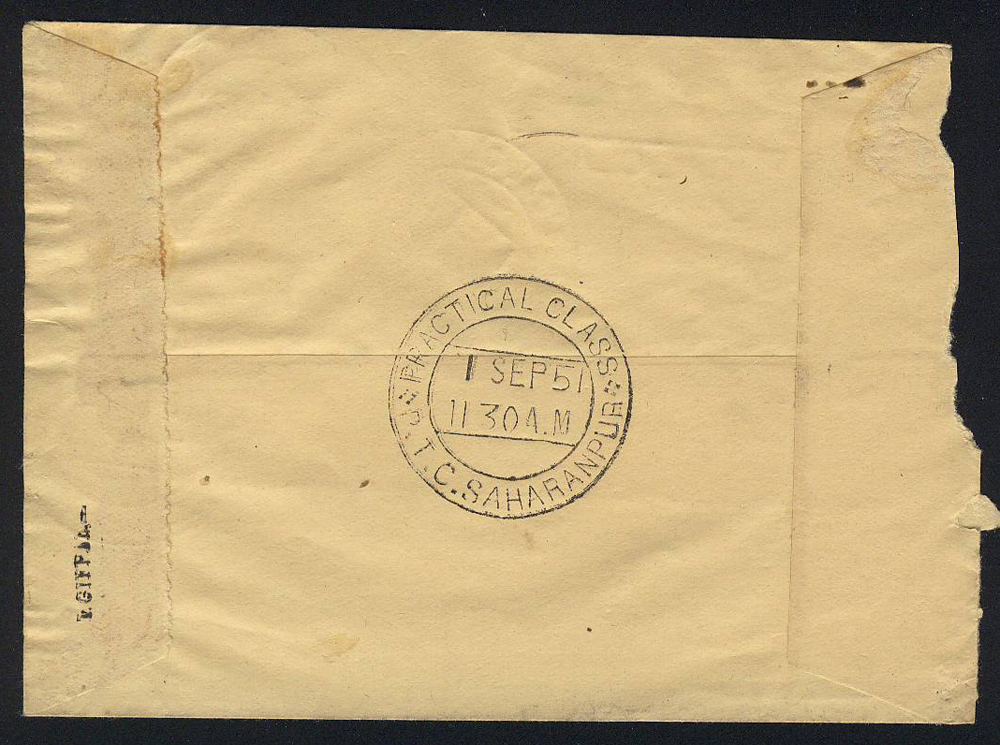 PRACTICAL CLASS
1 SEP 51
11 30 A.M
P.T.C. SAHARANPUR